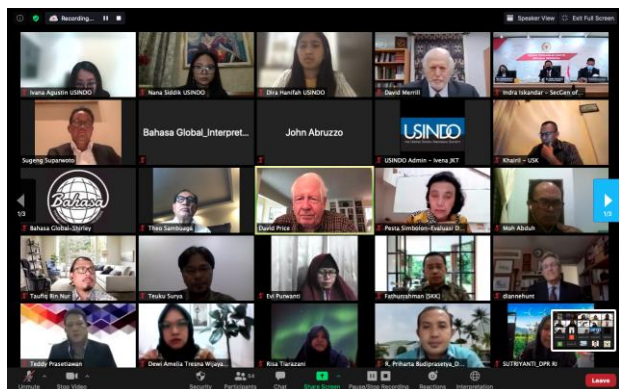 Recording...
Speaker View
Exit Full Screen
Ivana Agustin USINDO
Nana Siddik USINDO
Dira Hanifah USINDO
David Merrill
Indra Iskandar - SecGen of...
Sugeng Suparwoto
Bahasa Global_Interpret...
John Abruzzo
USINDO
USINDO Admin - Ivena JKT
Khairil - USK
1/3
Bahasa
Bahasa Global-Shirley
Theo Sambuaga
David Price
Pesta Simbolon-Evaluasi D...
Moh Abduh
1/3
Taufiq Bin Nur
Teuku Surya
Evi Purwanti
Fathurrahman (SKK)
diannehunt
Teddy Prasetiawan
Dewi Amelia Tresna Wijaya...
Risa Tiarazani
R. Priharta Budiprasetya_D...
SUTRIYANTI_DPR RI
Unmute
Stop Video
Security
Participants
Chat
Share Screen
Pause/Stop Recording
Reactions
Interpretation
Leave